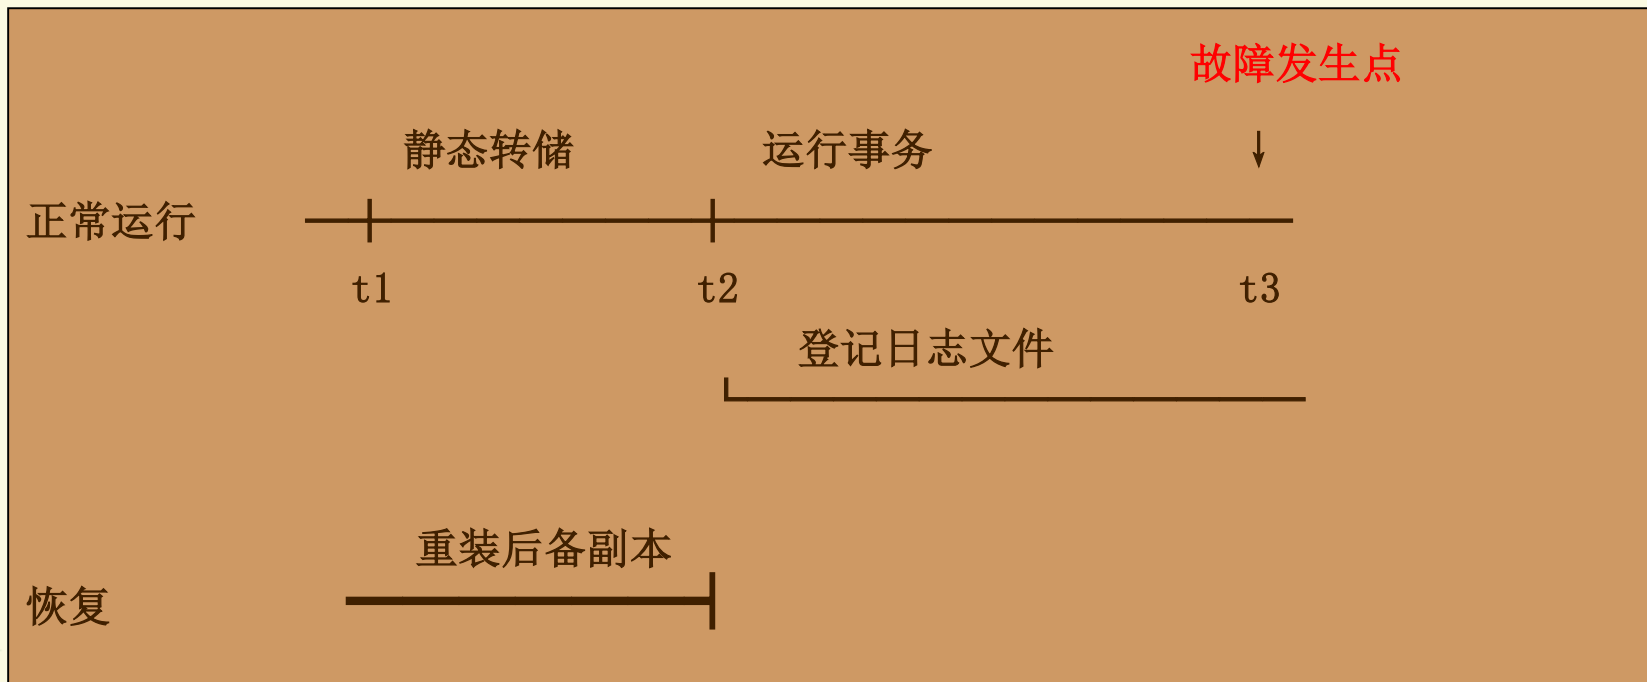 故障发生点
静态转储 运行事务 ↓
正常运行
t1 t2 t3
登记日志文件
重装后备副本
恢复